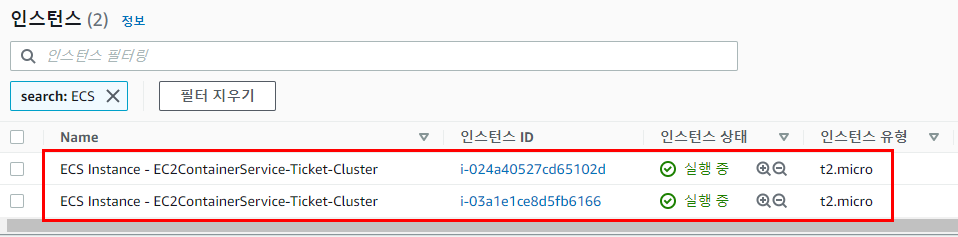 인스턴스 (2) 정보
인스턴스 필터링
search: ECS
필터 지우기
Name 인스턴스 ID 인스턴스 상태 인스턴스 유형
ECS Instance - EC2ContainerService-Ticket-Cluster i-024a40527cd65102d 실행 중 t2.micro
ECS Instance - EC2ContainerService-Ticket-Cluster i-03a1e1ce8d5fb6166 실행 중 t2.micro